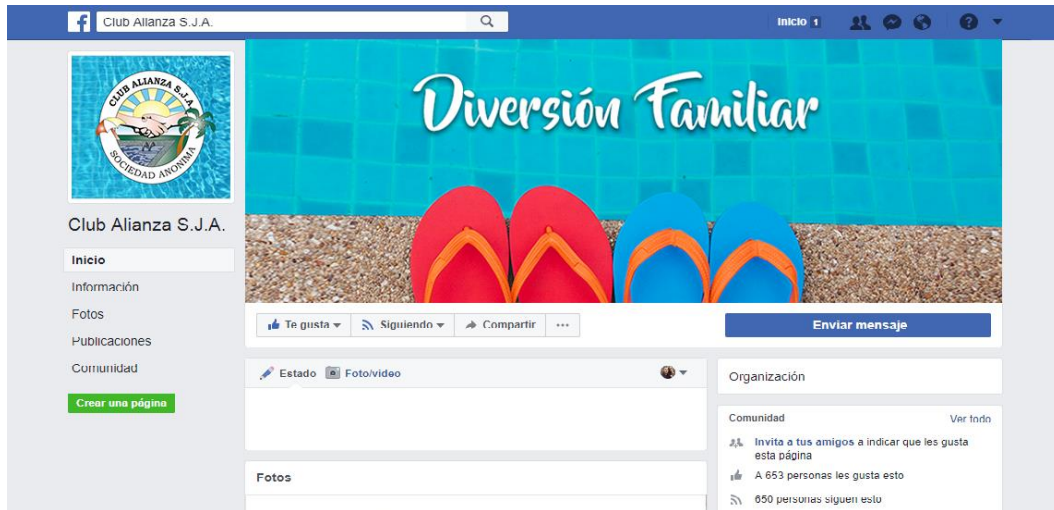 Club Alianza S.J.A.
Inicio 1
CLUB ALIANZA S.J.A.
SOCIEDAD ANONIMA
Diversión Familiar
Club Alianza S.J.A.
Inicio
Información
Fotos
Publicaciones
Comunidad
Crear una página
Te gusta
Siguiendo
Compartir
Enviar mensaje
Estado
Foto/video
Fotos
Organización
Comunidad
Ver todo
Invita a tus amigos a indicar que les gusta
esta página
A 653 personas les gusta esto
650 personas siguen esto